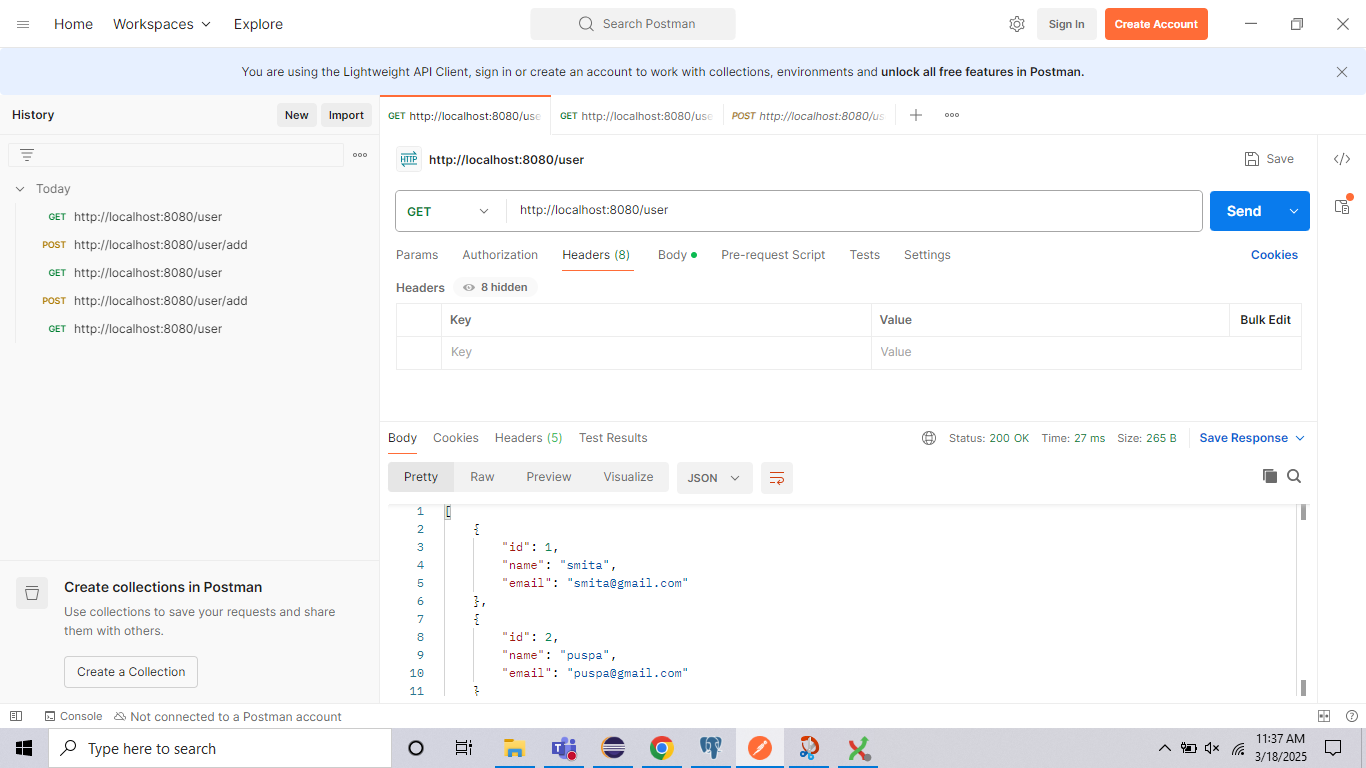 Home Workspaces Explore Search Postman Sign In Create Account
You are using the Lightweight API Client, sign in or create an account to work with collections, environments and unlock all free features in Postman.
History New Import
GET http://localhost:8080/use GET http://localhost:8080/use POST http://localhost:8080/us
HTTP http://localhost:8080/user Save
Today
GET http://localhost:8080/user
POST http://localhost:8080/user/add
GET http://localhost:8080/user
POST http://localhost:8080/user/add
GET http://localhost:8080/user
GET http://localhost:8080/user Send
Params Authorization Headers (8) Body Pre-request Script Tests Settings Cookies
Headers 8 hidden
Key Value Bulk Edit
Key Value
Body Cookies Headers (5) Test Results Status: 200 OK Time: 27 ms Size: 265 B Save Response
Pretty Raw Preview Visualize JSON
1 [
2 {
3 "id": 1,
4 "name": "smita",
5 "email": "smita@gmail.com"
6 },
7 {
8 "id": 2,
9 "name": "puspa",
10 "email": "puspa@gmail.com"
11 }
Create collections in Postman
Use collections to save your requests and share
them with others.
Create a Collection
Console Not connected to a Postman account
Type here to search
11:37 AM
3/18/2025